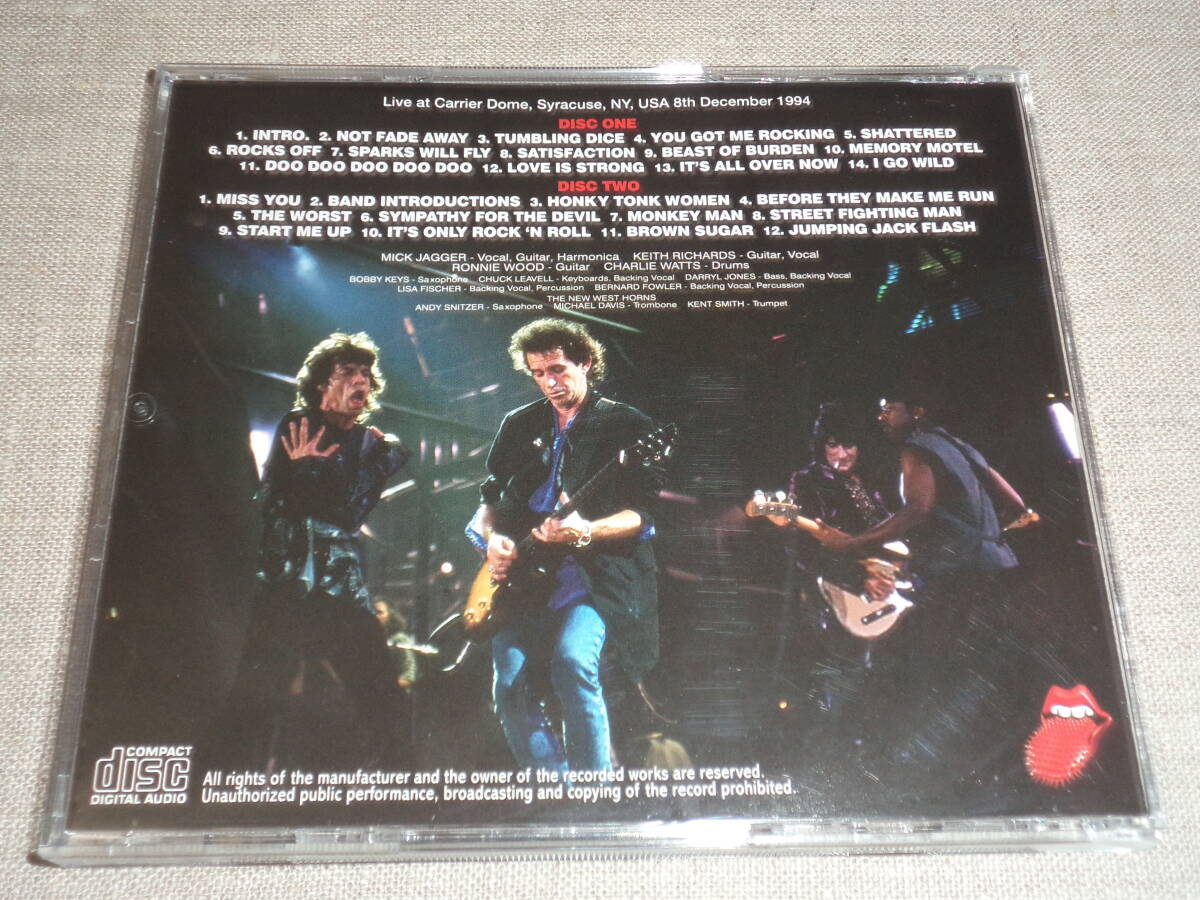 Live at Carrier Dome, Syracuse, NY, USA 8th December 1994
DISC ONE
1. INTRO. 2. NOT FADE AWAY 3. TUMBLING DICE 4. YOU GOT ME ROCKING 5. SHATTERED
6. ROCKS OFF 7. SPARKS WILL FLY 8. SATISFACTION 9. BEAST OF BURDEN 10. MEMORY MOTEL
11. DOO DOO DOO DOO DOO 12. LOVE IS STRONG 13. IT'S ALL OVER NOW 14. I GO WILD
DISC TWO
1. MISS YOU 2. BAND INTRODUCTIONS 3. HONKY TONK WOMEN 4. BEFORE THEY MAKE ME RUN
5. THE WORST 6. SYMPATHY FOR THE DEVIL 7. MONKEY MAN 8. STREET FIGHTING MAN
9. START ME UP 10. IT'S ONLY ROCK 'N ROLL 11. BROWN SUGAR 12. JUMPING JACK FLASH
MICK JAGGER - Vocal, Guitar, Harmonica KEITH RICHARDS - Guitar, Vocal
RONNIE WOOD - Guitar CHARLIE WATTS - Drums
BOBBY KEYS - Saxophone CHUCK LEAVELL - Keyboards, Backing Vocal DARRYL JONES - Bass, Backing Vocal
LISA FISCHER - Backing Vocal, Percussion BERNARD FOWLER - Backing Vocal, Percussion
THE NEW WEST HORNS
ANDY SNITZER - Saxophone MICHAEL DAVIS - Trombone KENT SMITH - Trumpet
COMPACT
disc
DIGITAL AUDIO
All rights of the manufacturer and the owner of the recorded works are reserved.
Unauthorized public performance, broadcasting and copying of the record prohibited.